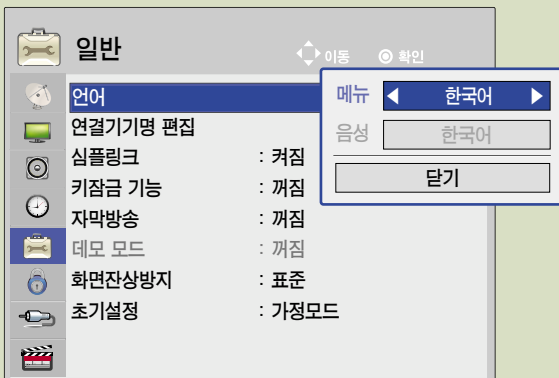 일반
이동 확인
언어
연결기기명 편집
심플링크 : 켜짐
키잠금 기능 : 꺼짐
자막방송 : 꺼짐
데모 모드 : 꺼짐
화면잔상방지 : 표준
초기설정 : 가정모드
메뉴 한국어
음성 한국어
닫기